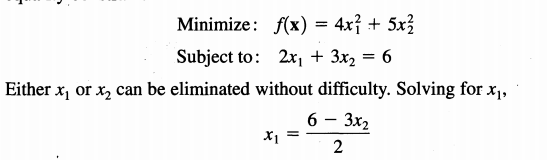 Minimize: f(x) = 4x₁² + 5x₂²
Subject to: 2x₁ + 3x₂ = 6
Either x₁ or x₂ can be eliminated without difficulty. Solving for x₁,
x₁ = (6 − 3x₂) / 2